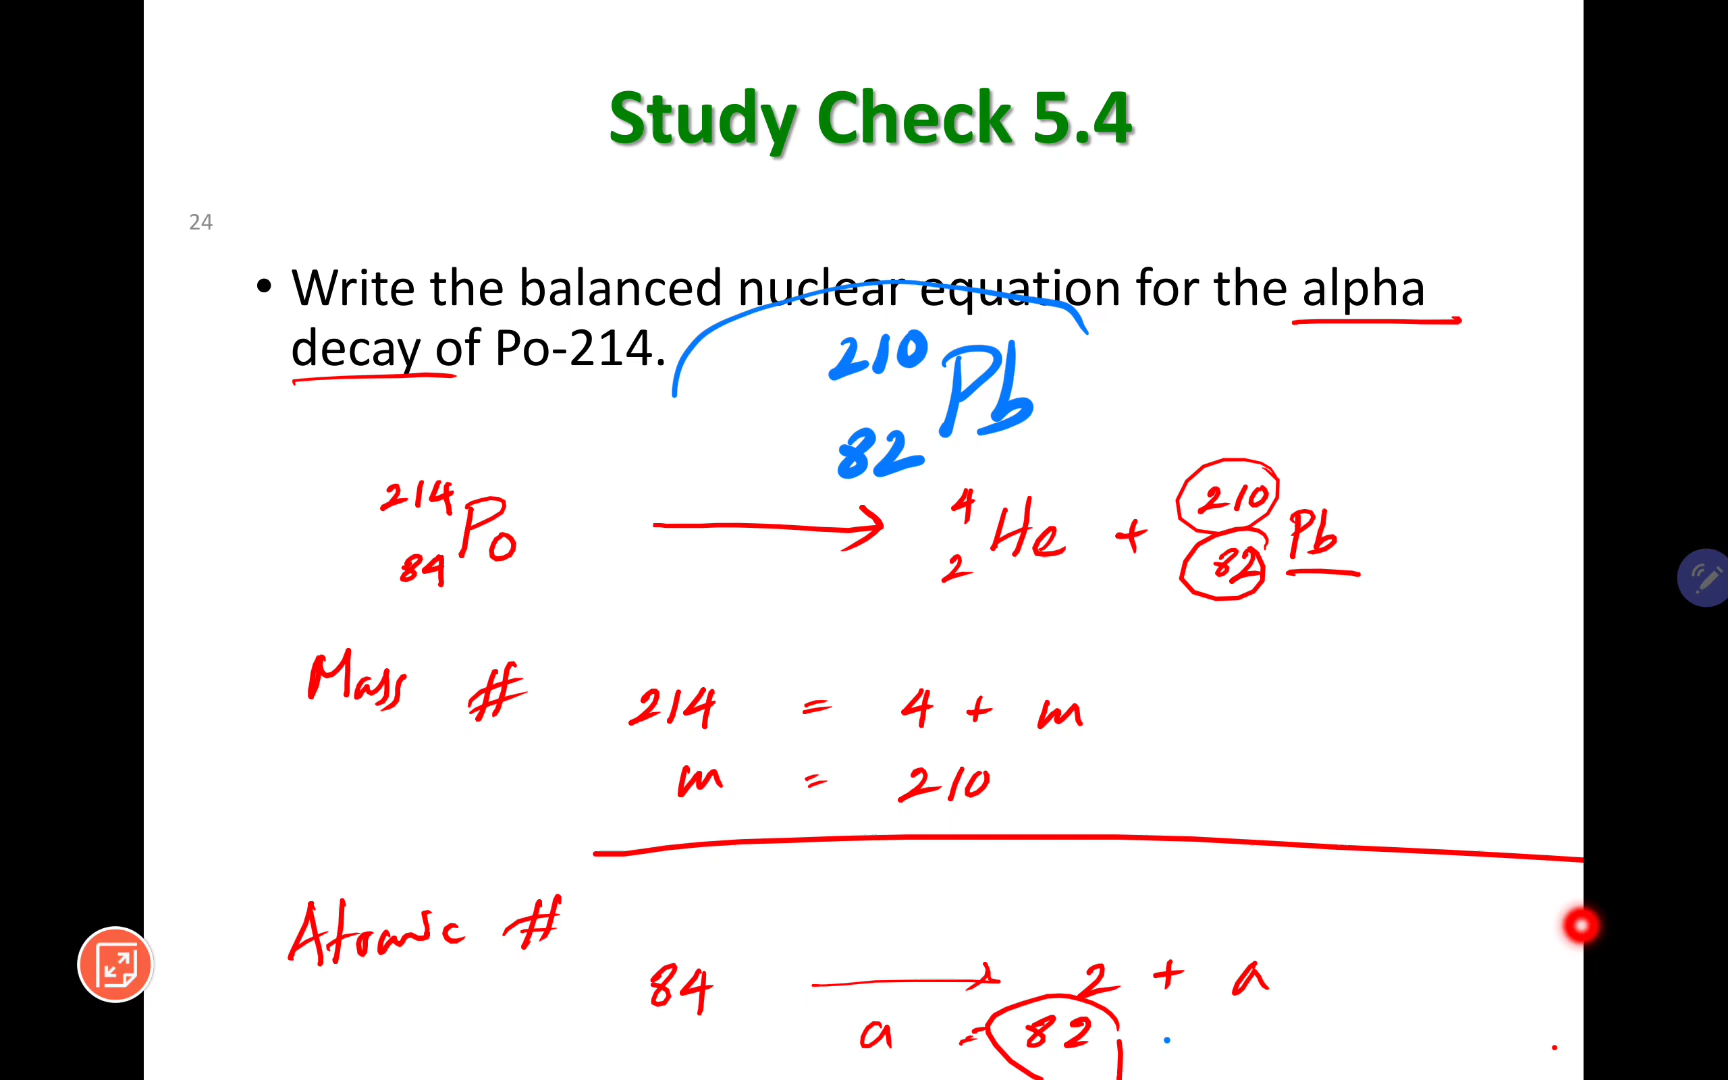 Study Check 5.4
24
• Write the balanced nuclear equation for the alpha
decay of Po-214.
210
82 Pb
214
84 Po → 4
2 He + 210
82 Pb
Mass # 214 = 4 + m
m = 210
Atomic #
84 → 2 + a
a = 82